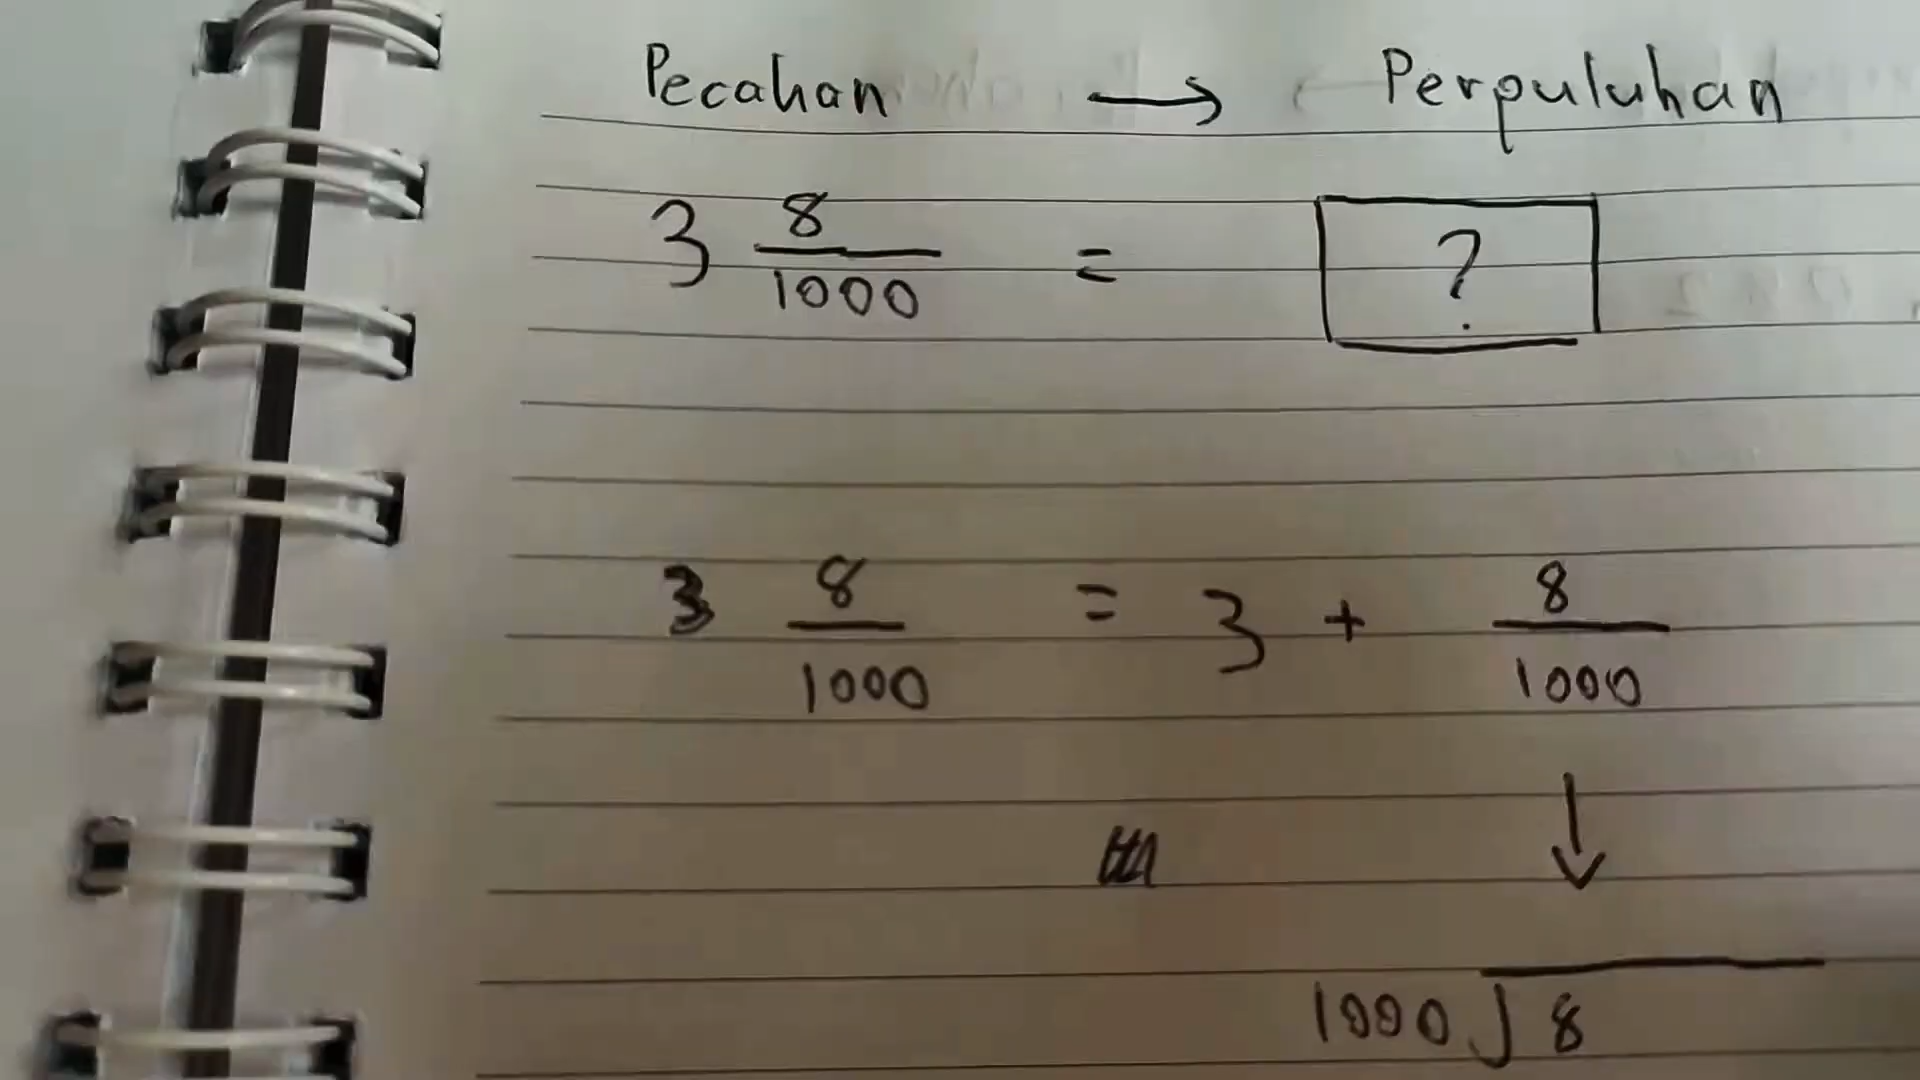 Pecahan → Perpuluhan
3 8/1000 = ?
3 8/1000 = 3 + 8/1000
↓
1000 ) 8